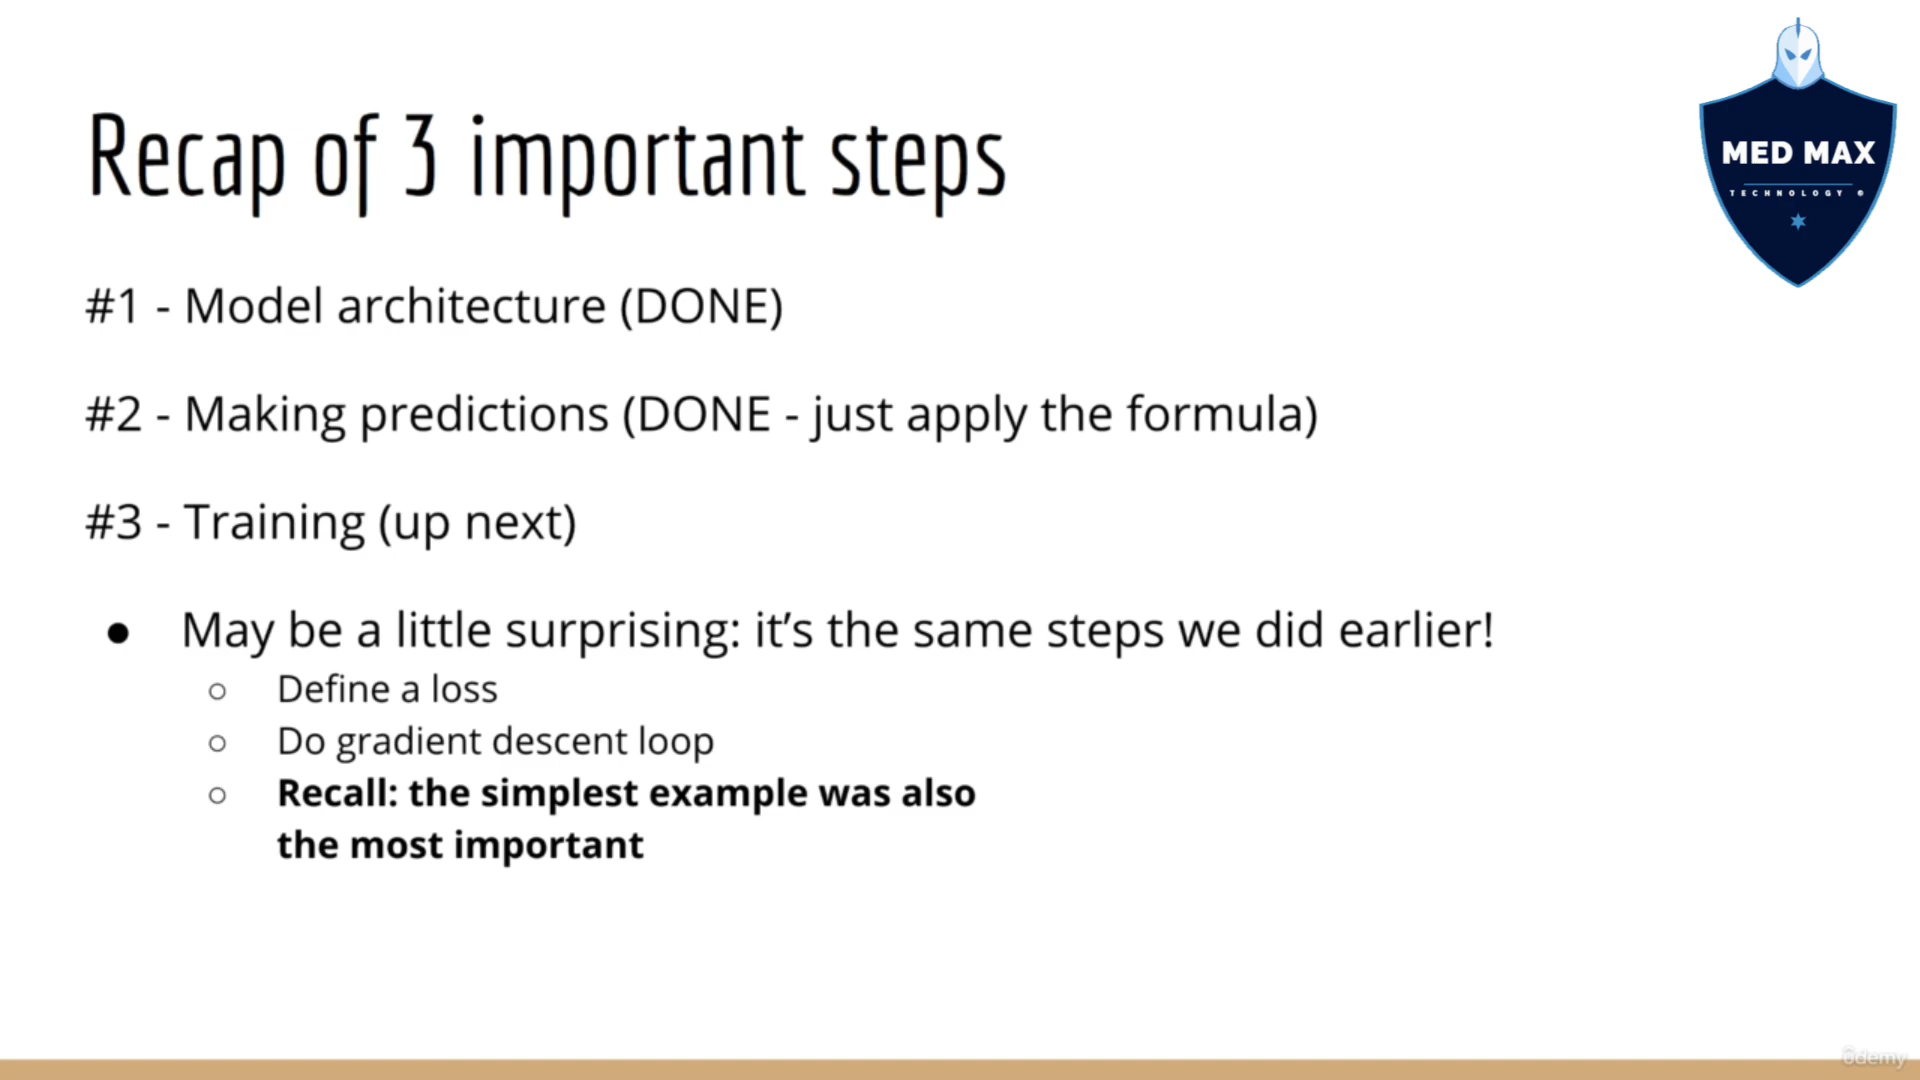 Recap of 3 important steps
MED MAX
TECHNOLOGY
#1 - Model architecture (DONE)
#2 - Making predictions (DONE - just apply the formula)
#3 - Training (up next)
● May be a little surprising: it’s the same steps we did earlier!
○ Define a loss
○ Do gradient descent loop
○ Recall: the simplest example was also
the most important
ûdemy